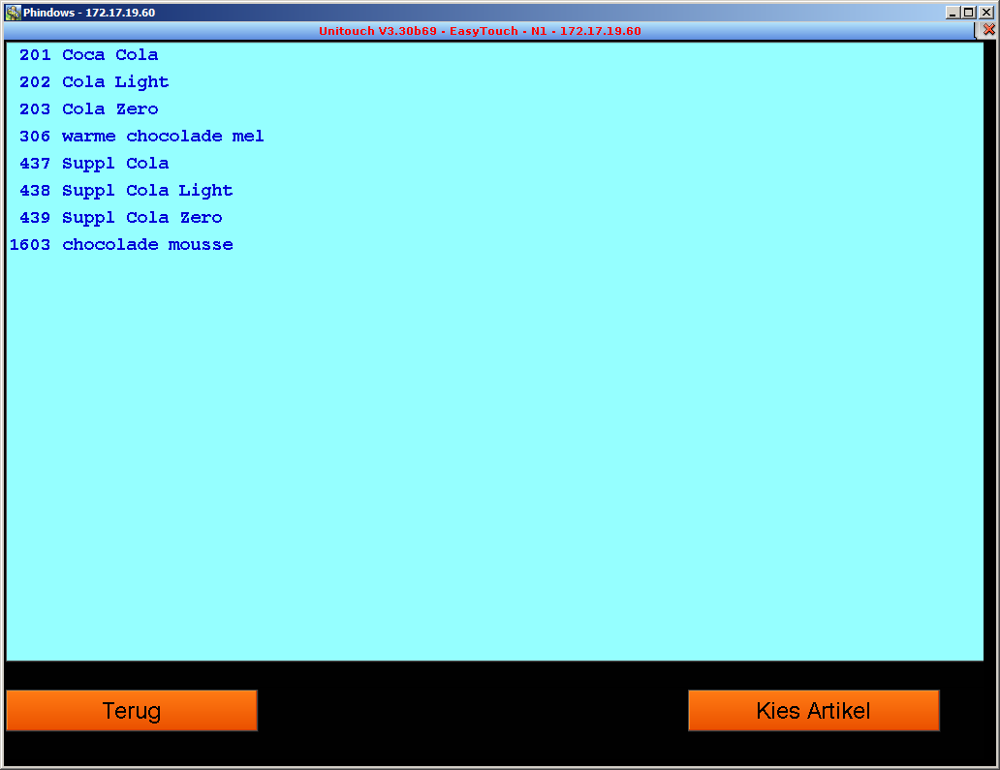 Phindows - 172.17.19.60
Unitouch V3.30b69 - EasyTouch - N1 - 172.17.19.60
201 Coca Cola
202 Cola Light
203 Cola Zero
306 warme chocolade mel
437 Suppl Cola
438 Suppl Cola Light
439 Suppl Cola Zero
1603 chocolade mousse
Terug
Kies Artikel